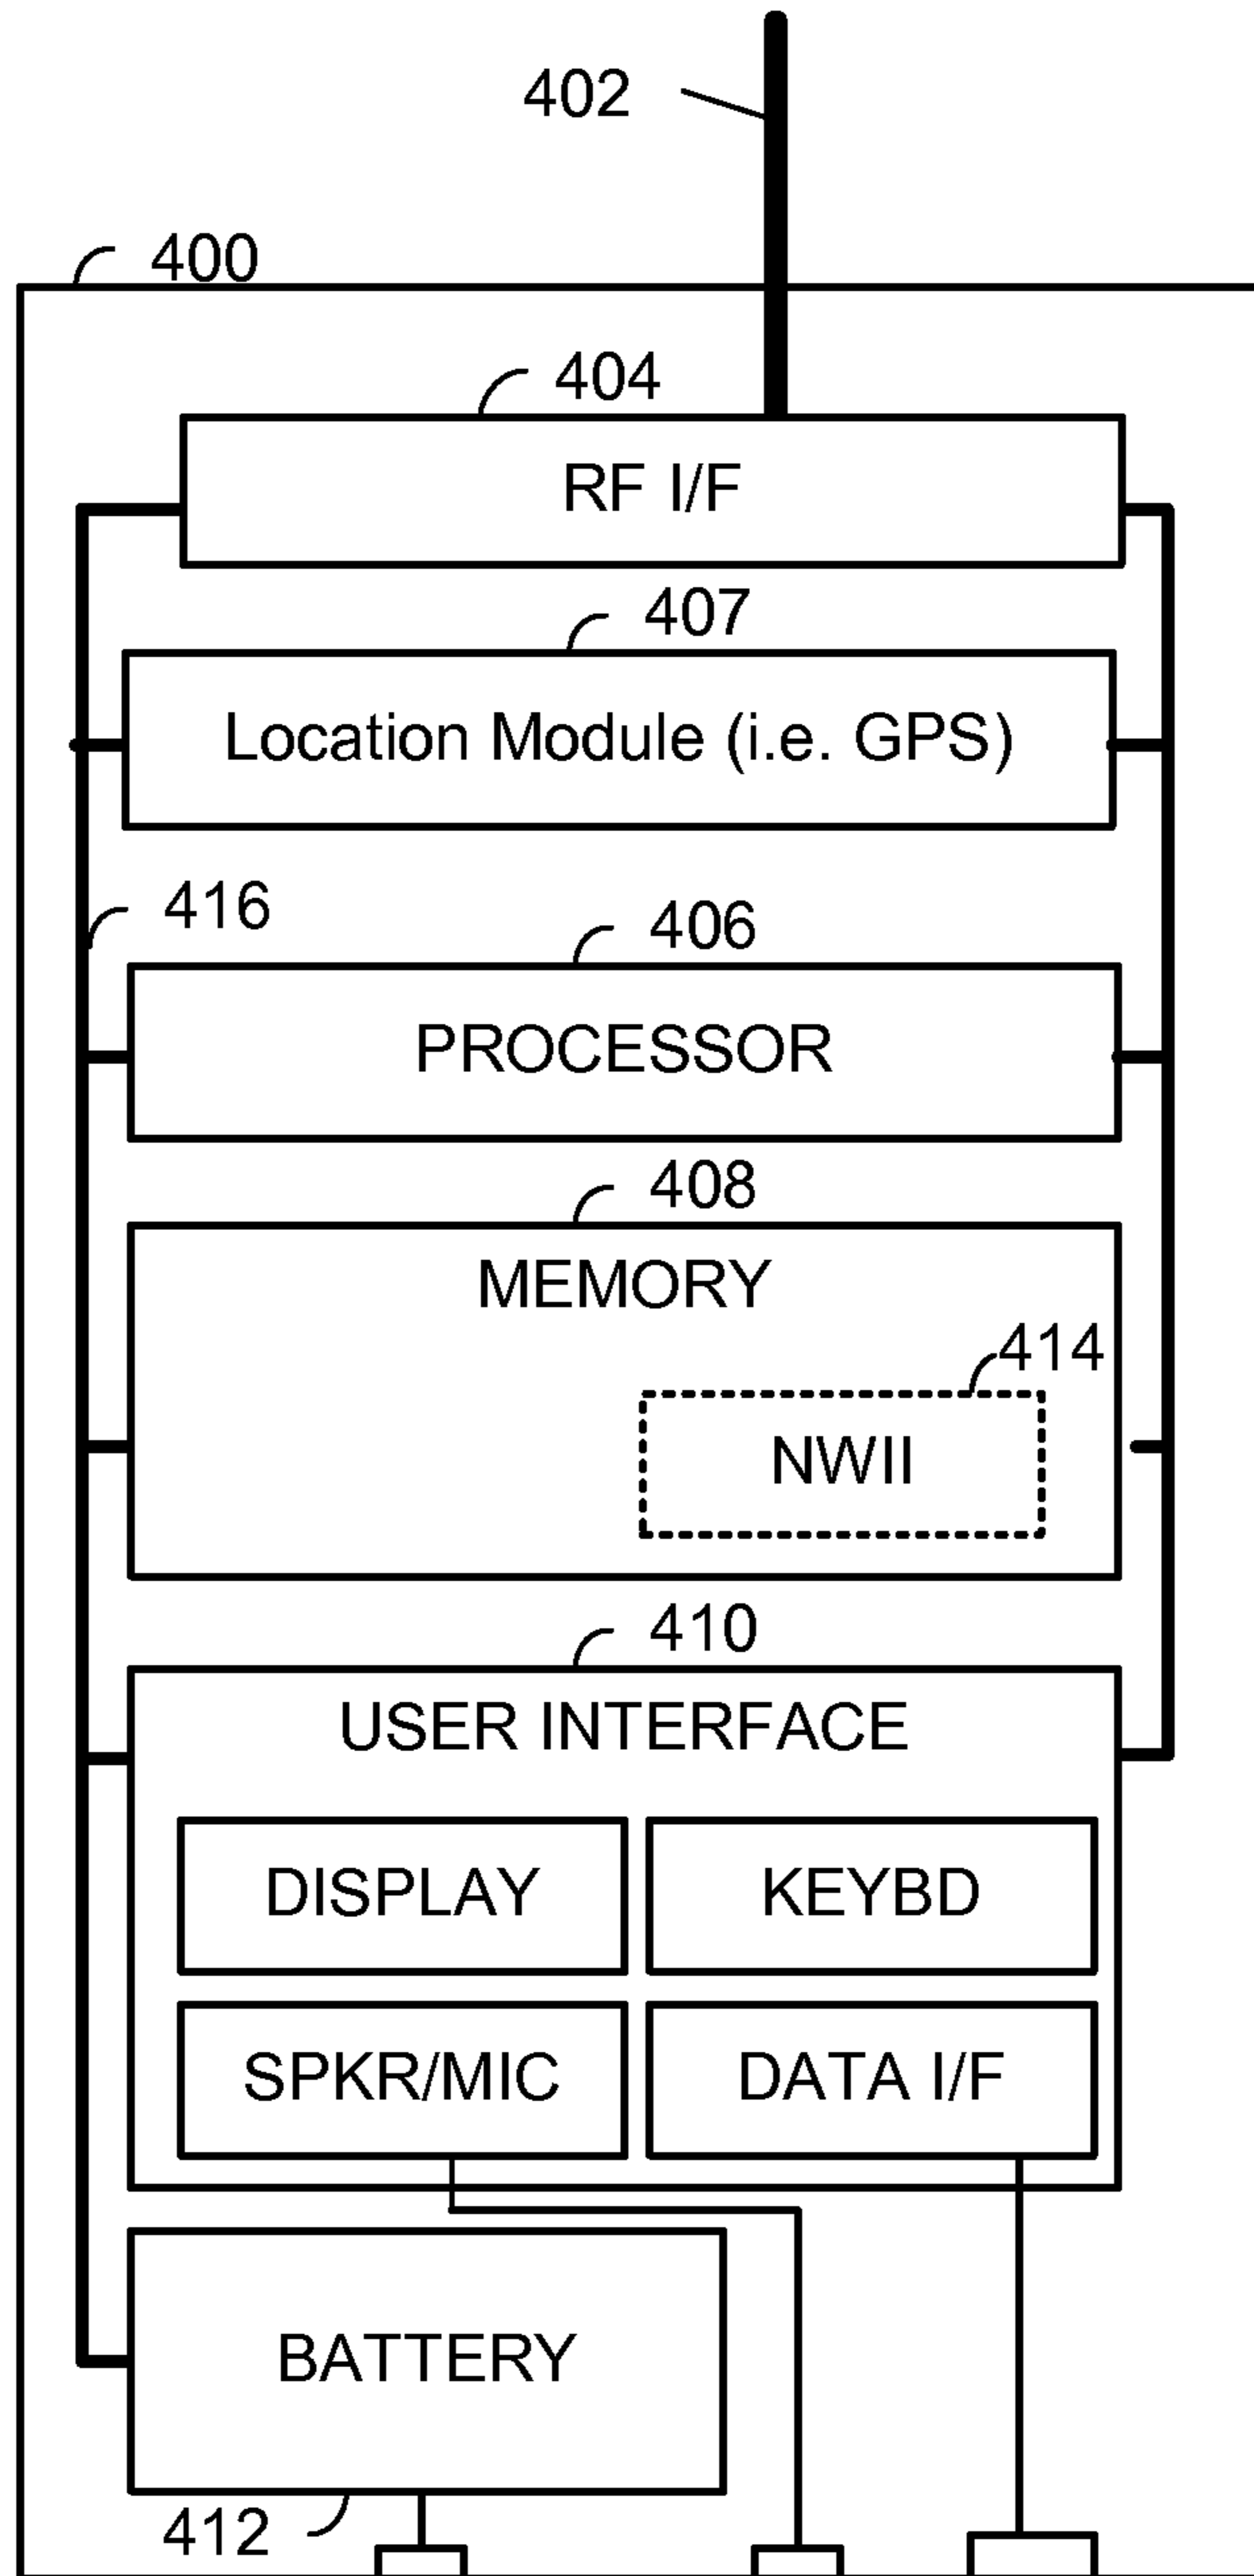 402
400
404
RF I/F
407
Location Module (i.e. GPS)
416
406
PROCESSOR
408
MEMORY
414
NWII
410
USER INTERFACE
DISPLAY
KEYBD
SPKR/MIC
DATA I/F
BATTERY
412